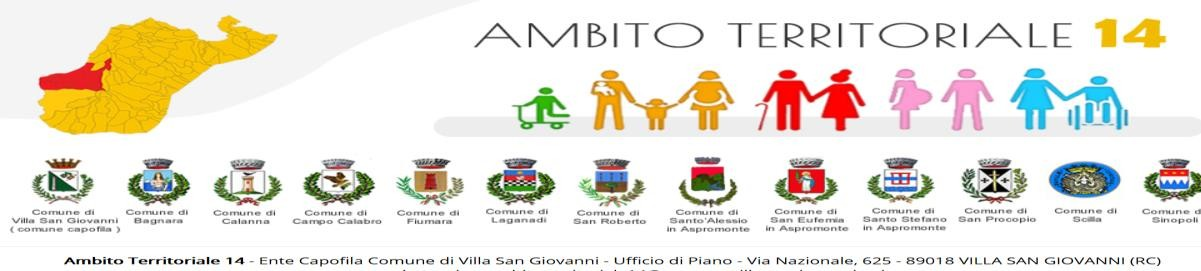 AMBITO TERRITORIALE 14
Comune di
Villa San Giovanni
( comune capofila )
Comune di
Bagnara
Comune di
Calanna
Comune di
Campo Calabro
Comune di
Fiumara
Comune di
Laganadi
Comune di
San Roberto
Comune di
Santo'Alessio
in Aspromonte
Comune di
San Eufemia
in Aspromonte
Comune di
Santo Stefano
in Aspromonte
Comune di
San Procopio
Comune di
Scilla
Comune d
Sinopoli
Ambito Territoriale 14 - Ente Capofila Comune di Villa San Giovanni - Ufficio di Piano - Via Nazionale, 625 - 89018 VILLA SAN GIOVANNI (RC)